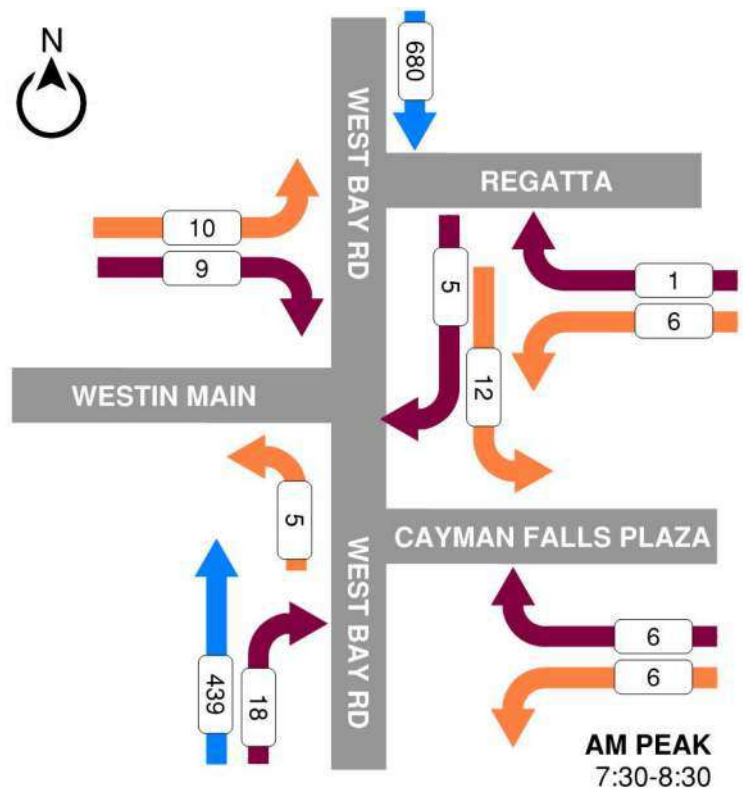 N
680
WEST BAY RD
REGATTA
10
9
5
1
6
12
WESTIN MAIN
5
CAYMAN FALLS PLAZA
WEST BAY RD
439
18
6
6
AM PEAK
7:30-8:30